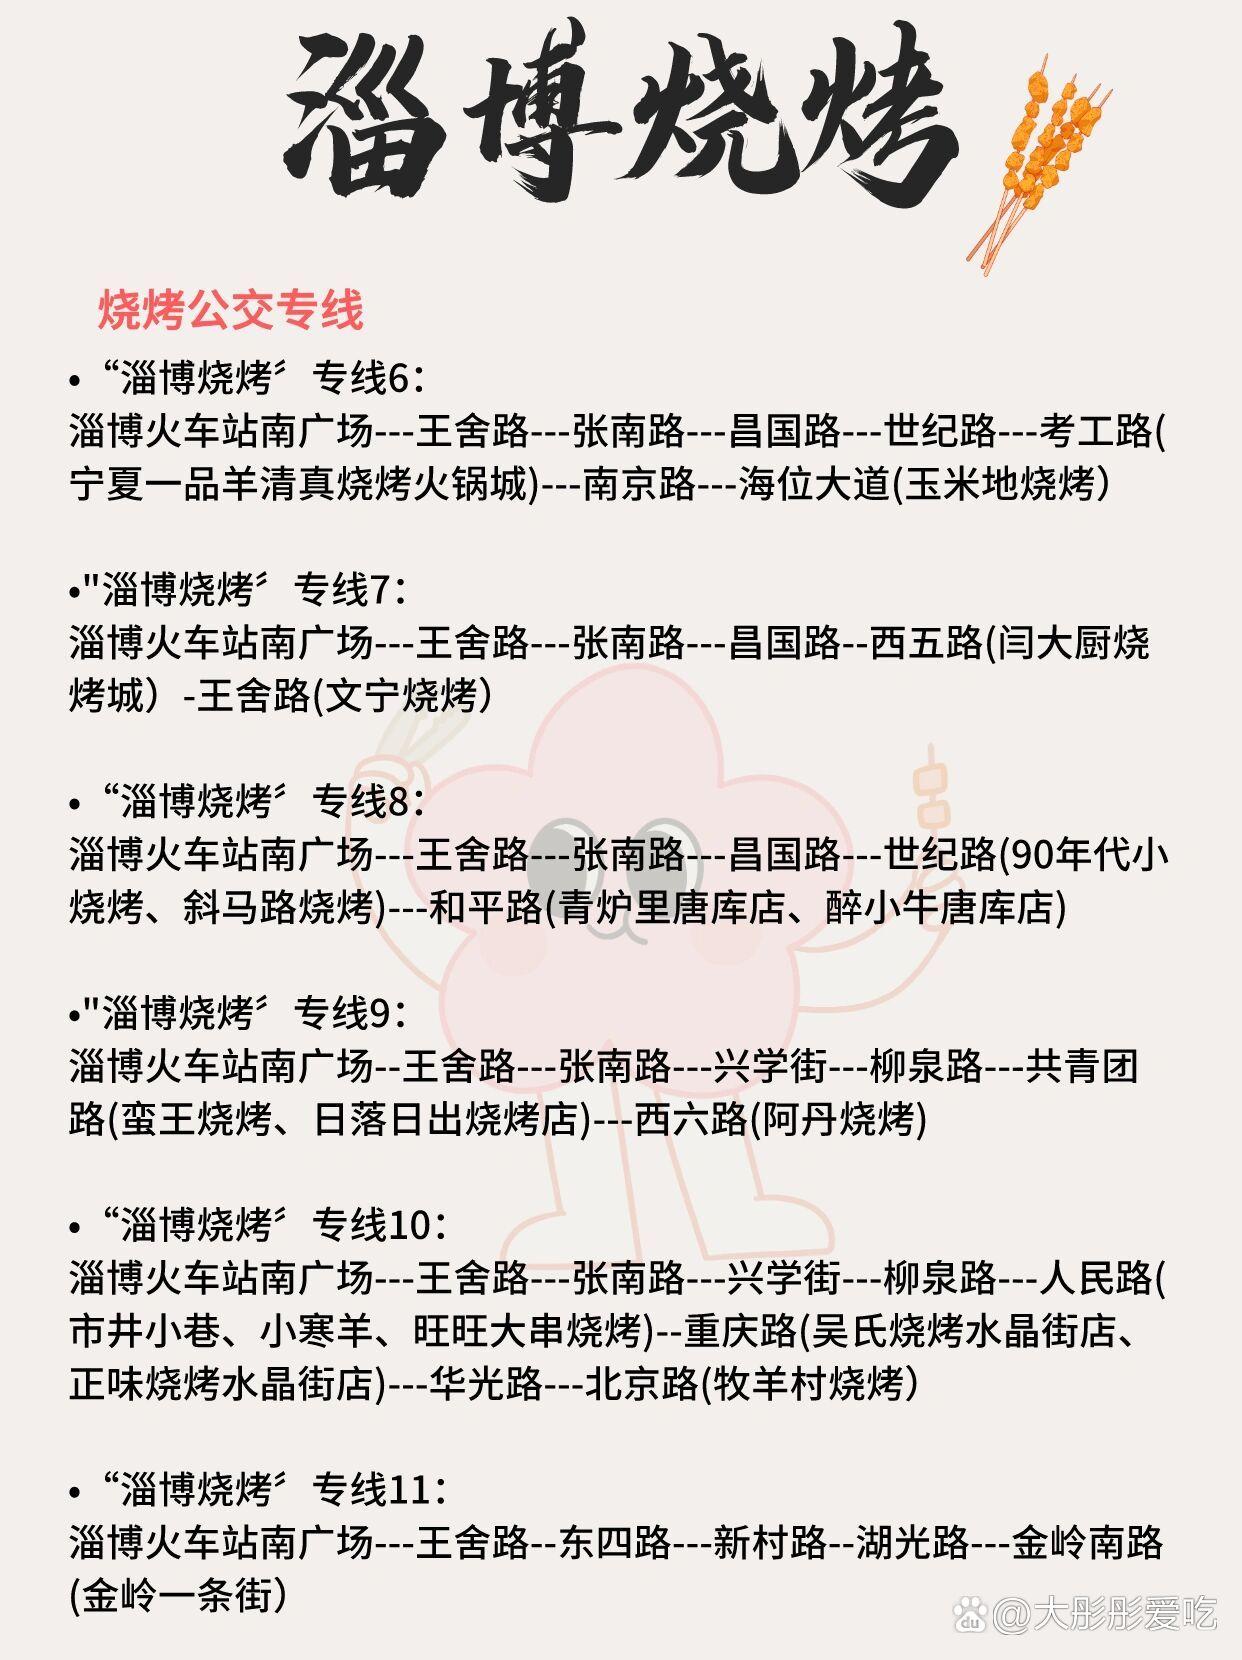 淄博烧烤
烧烤公交专线
•“淄博烧烤〞专线6：
淄博火车站南广场---王舍路---张南路---昌国路---世纪路---考工路(
宁夏一品羊清真烧烤火锅城)---南京路---海位大道(玉米地烧烤）
•"淄博烧烤〞专线7：
淄博火车站南广场---王舍路---张南路---昌国路--西五路(闫大厨烧
烤城）-王舍路(文宁烧烤）
•“淄博烧烤〞专线8：
淄博火车站南广场---王舍路---张南路---昌国路---世纪路(90年代小
烧烤、斜马路烧烤)---和平路(青炉里唐库店、醉小牛唐库店)
•"淄博烧烤〞专线9：
淄博火车站南广场--王舍路---张南路---兴学街---柳泉路---共青团
路(蛮王烧烤、日落日出烧烤店)---西六路(阿丹烧烤)
•“淄博烧烤〞专线10：
淄博火车站南广场---王舍路---张南路---兴学街---柳泉路---人民路(
市井小巷、小寒羊、旺旺大串烧烤)--重庆路(吴氏烧烤水晶街店、
正味烧烤水晶街店)---华光路---北京路(牧羊村烧烤）
•“淄博烧烤〞专线11：
淄博火车站南广场---王舍路--东四路---新村路--湖光路---金岭南路
(金岭一条街）
du @大彤彤爱吃